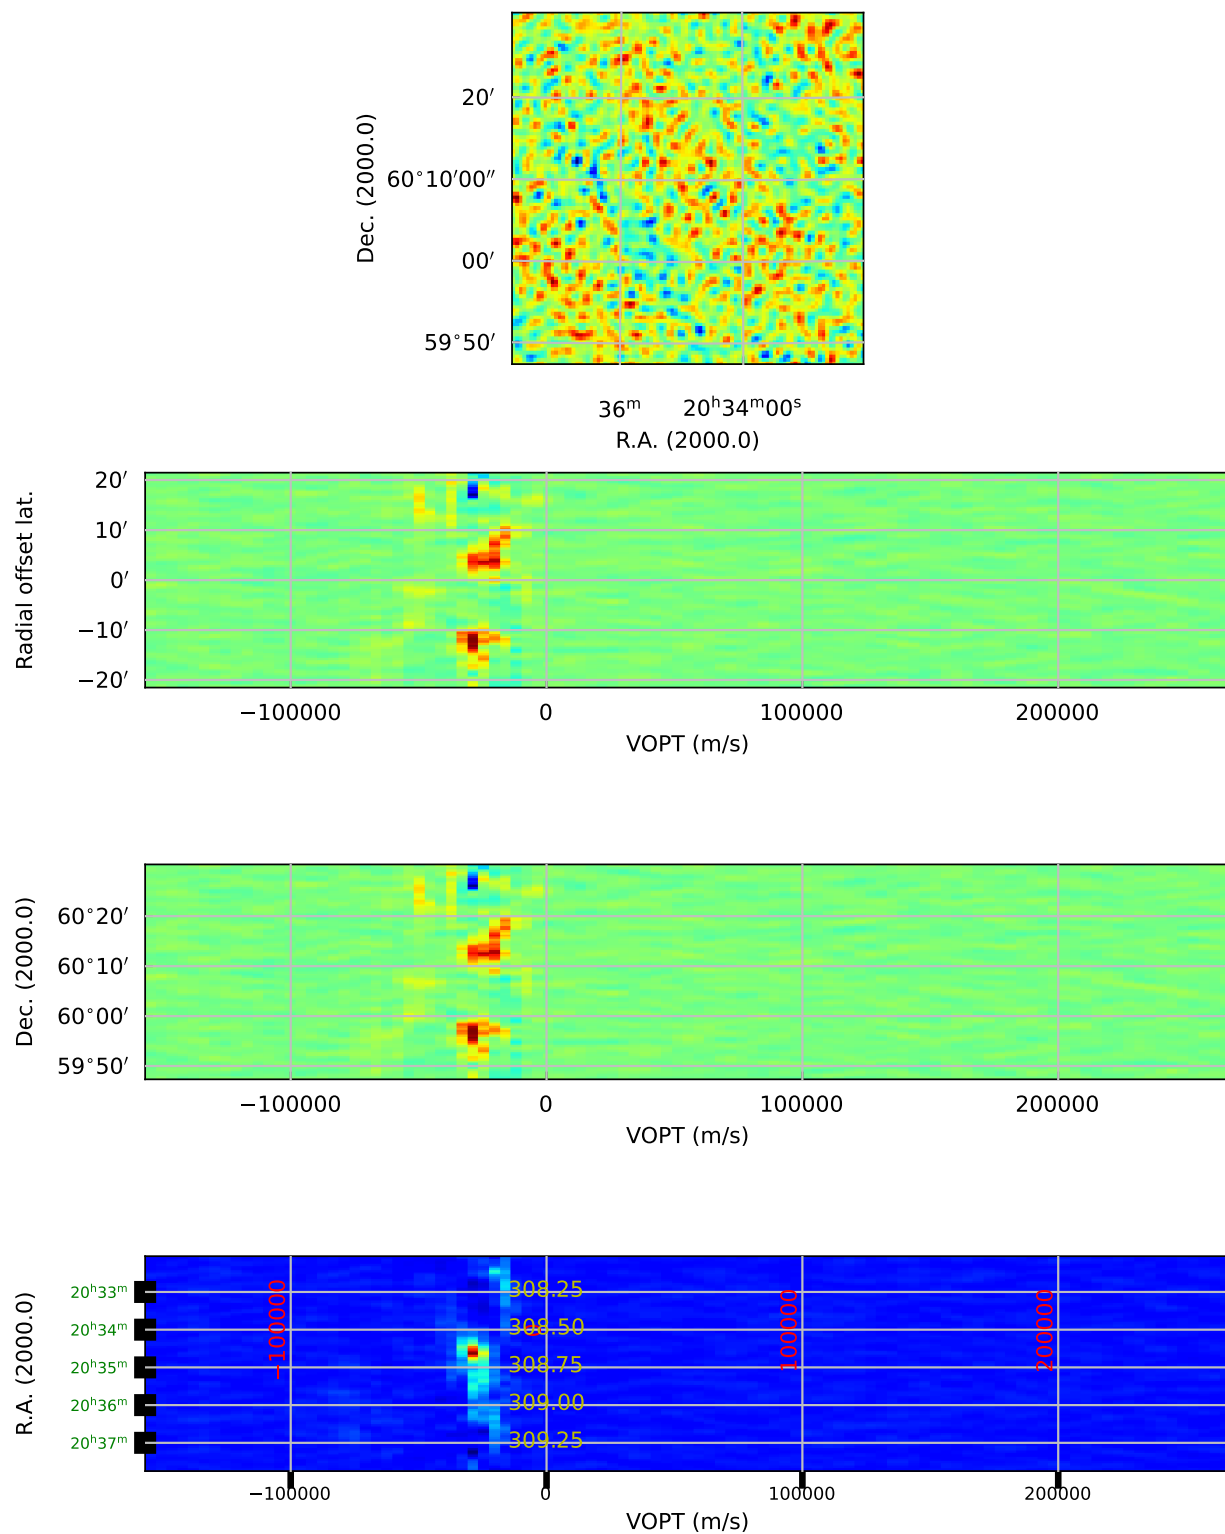 20′
60°10′00″
00′
59°50′
Dec. (2000.0)
36ᵐ 20ʰ34ᵐ00ˢ
R.A. (2000.0)
20′
10′
0′
−10′
−20′
Radial offset lat.
−100000 0 100000 200000
VOPT (m/s)
60°20′
60°10′
60°00′
59°50′
Dec. (2000.0)
−100000 0 100000 200000
VOPT (m/s)
20ʰ33ᵐ 308.25
20ʰ34ᵐ 308.50
20ʰ35ᵐ 308.75
20ʰ36ᵐ 309.00
20ʰ37ᵐ 309.25
−100000 0 100000 200000
R.A. (2000.0)
−100000 0 100000 200000
VOPT (m/s)